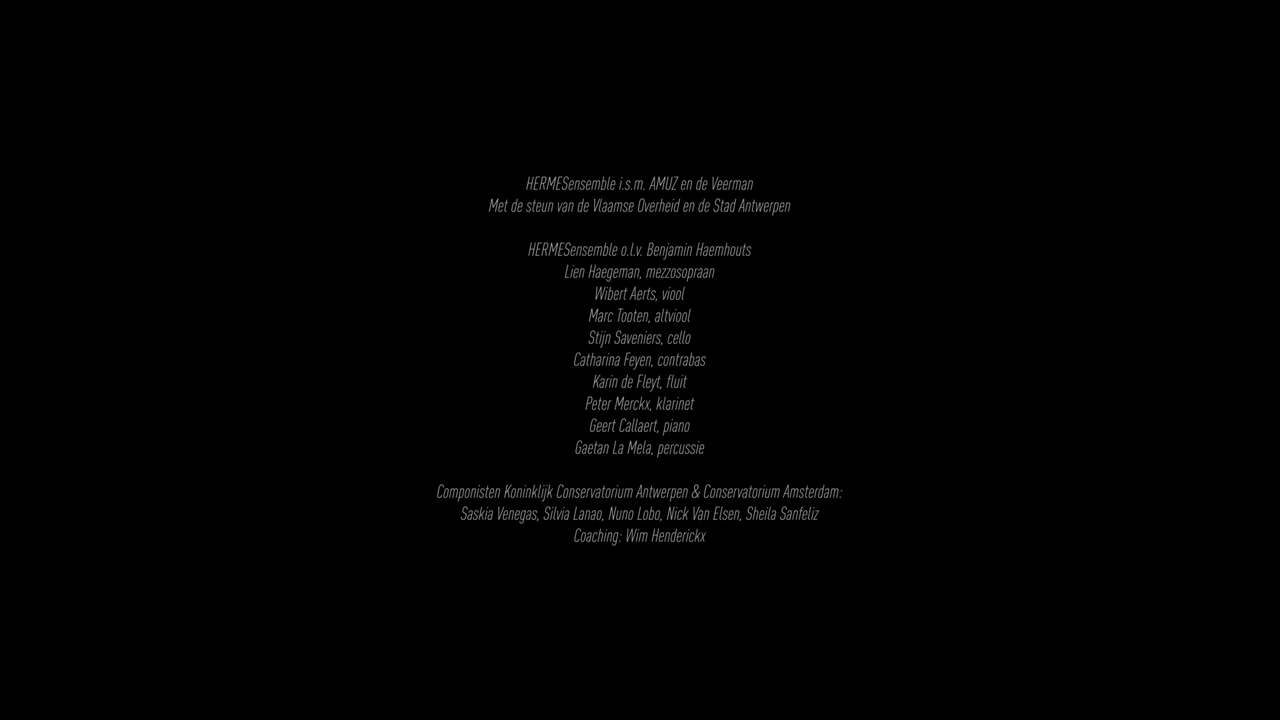 HERMESensemble i.s.m. AMUZ en de Veerman
Met de steun van de Vlaamse Overheid en de Stad Antwerpen
HERMESensemble o.l.v. Benjamin Haemhouts
Lien Haegeman, mezzosopraan
Wibert Aerts, viool
Marc Tooten, altviool
Stijn Saveniers, cello
Catharina Feyen, contrabas
Karin de Fleyt, fluit
Peter Merckx, klarinet
Geert Callaert, piano
Gaetan La Mela, percussie
Componisten Koninklijk Conservatorium Antwerpen & Conservatorium Amsterdam:
Saskia Venegas, Silvia Lanao, Nuno Lobo, Nick Van Elsen, Sheila Sanfeliz
Coaching: Wim Henderickx